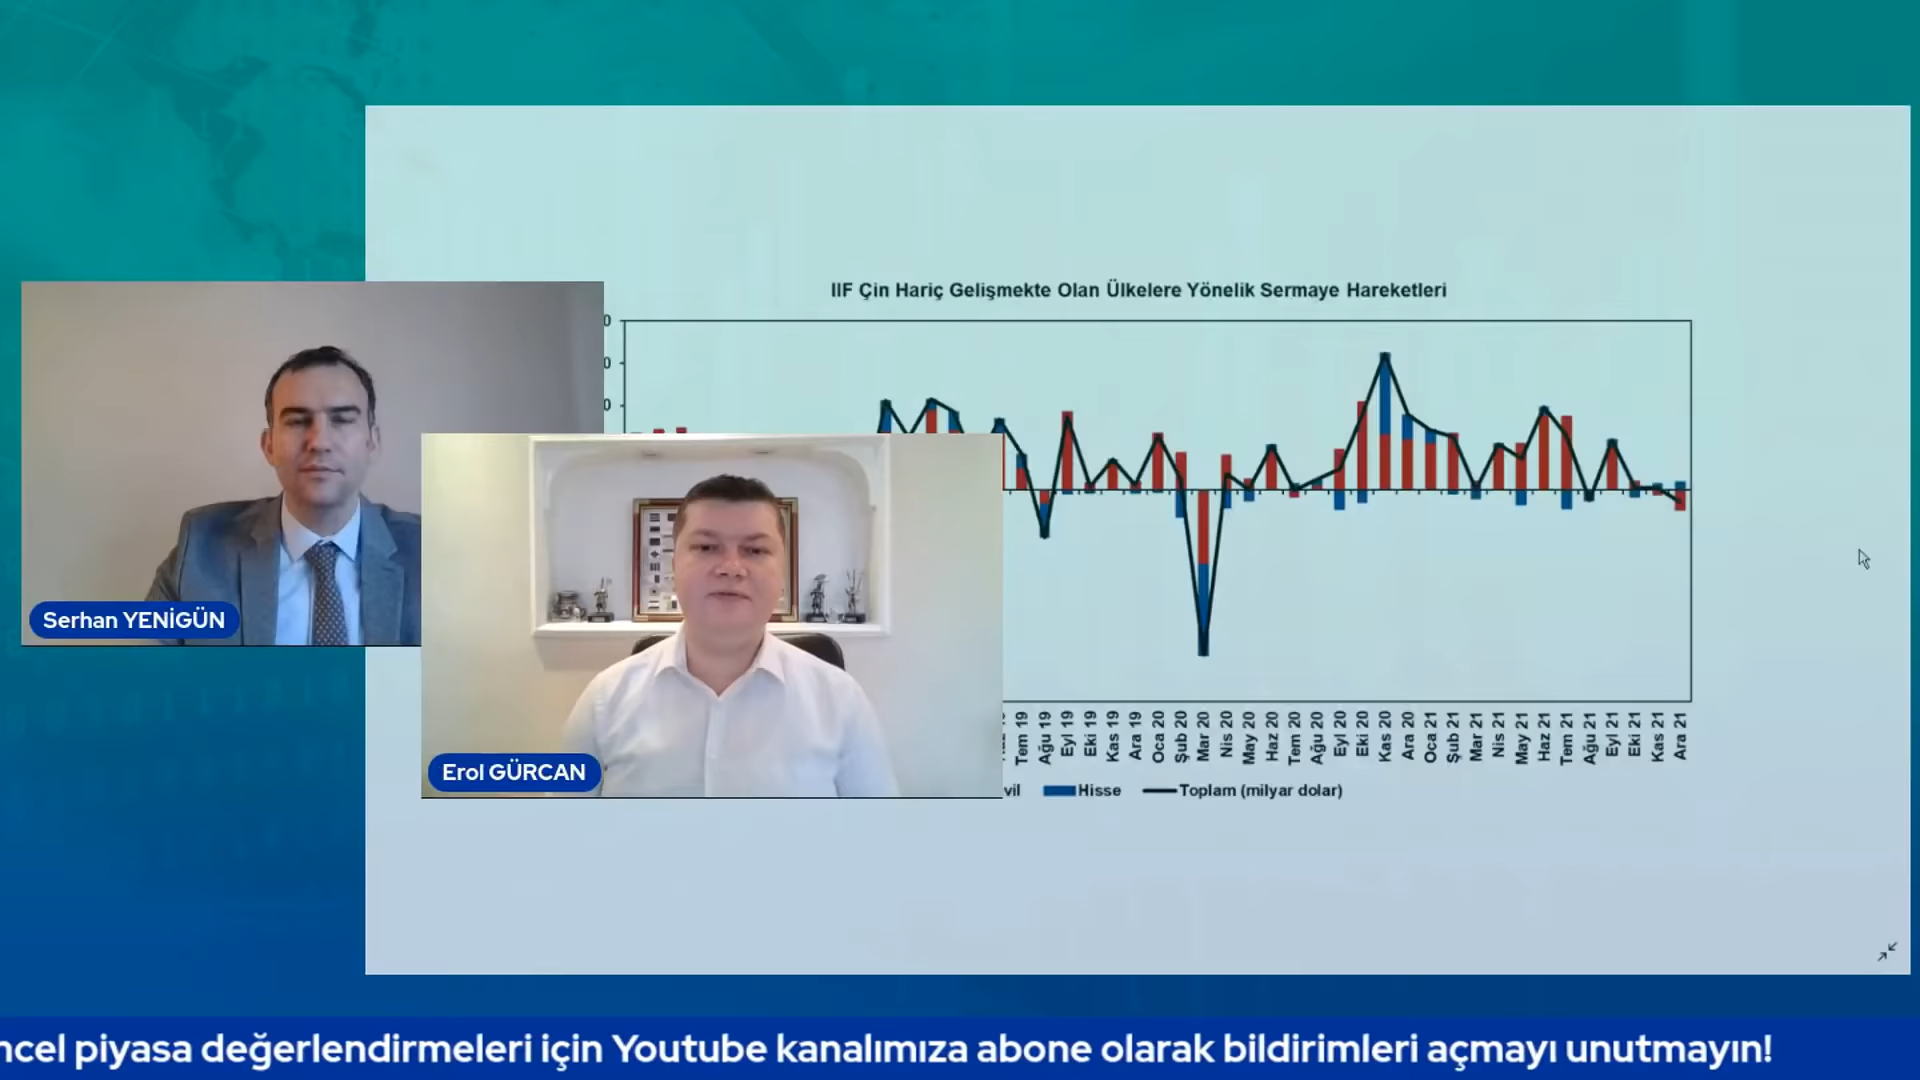 IIF Çin Hariç Gelişmekte Olan Ülkelere Yönelik Sermaye Hareketleri
0
0
0
Serhan YENİGÜN
Erol GÜRCAN
Tem 19
Ağu 19
Eyl 19
Eki 19
Kas 19
Ara 19
Oca 20
Şub 20
Mar 20
Nis 20
May 20
Haz 20
Tem 20
Ağu 20
Eyl 20
Eki 20
Kas 20
Ara 20
Oca 21
Şub 21
Mar 21
Nis 21
May 21
Haz 21
Tem 21
Ağu 21
Eyl 21
Eki 21
Kas 21
Ara 21
vil Hisse Toplam (milyar dolar)
ncel piyasa değerlendirmeleri için Youtube kanalımıza abone olarak bildirimleri açmayı unutmayın!